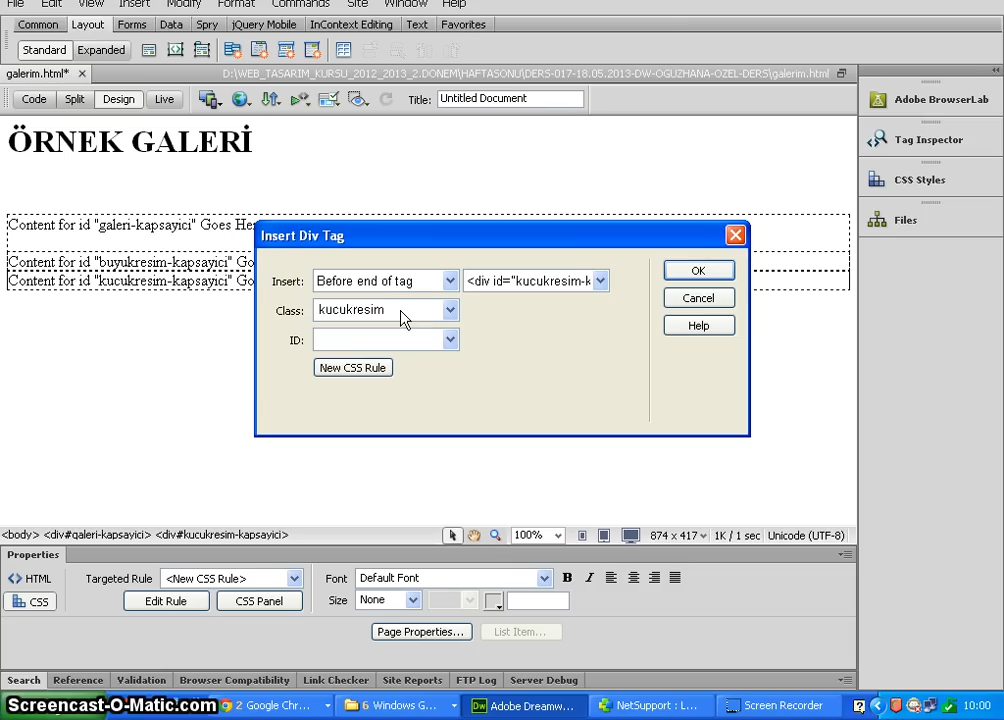 File Edit View Insert Modify Format Commands Site Window Help
Common Layout Forms Data Spry jQuery Mobile InContext Editing Text Favorites
Standard Expanded
galerim.html* D:\WEB_TASARIM_KURSU_2012_2013_2.DONEM\HAFTASONU\DERS-017-18.05.2013-DW-OGUZHANA-OZEL-DERS\galerim.html
Code Split Design Live Title: Untitled Document
Adobe BrowserLab
Tag Inspector
CSS Styles
Files
ÖRNEK GALERİ
Content for id "galeri-kapsayici" Goes He
Content for id "buyukresim-kapsayici" Go
Content for id "kucukresim-kapsayici" Go
Insert Div Tag
Insert: Before end of tag <div id="kucukresim-k OK
Class: kucukresim Cancel
ID: Help
New CSS Rule
<body> <div#galeri-kapsayici> <div#kucukresim-kapsayici> 100% 874 x 417 1K / 1 sec Unicode (UTF-8)
Properties
<> HTML Targeted Rule <New CSS Rule> Font Default Font B I
CSS Edit Rule CSS Panel Size None
Page Properties... List Item...
Search Reference Validation Browser Compatibility Link Checker Site Reports FTP Log Server Debug
Screencast-O-Matic.com 2 Google Chr... 6 Windows G... Adobe Dreamw... NetSupport : L... Screen Recorder 10:00